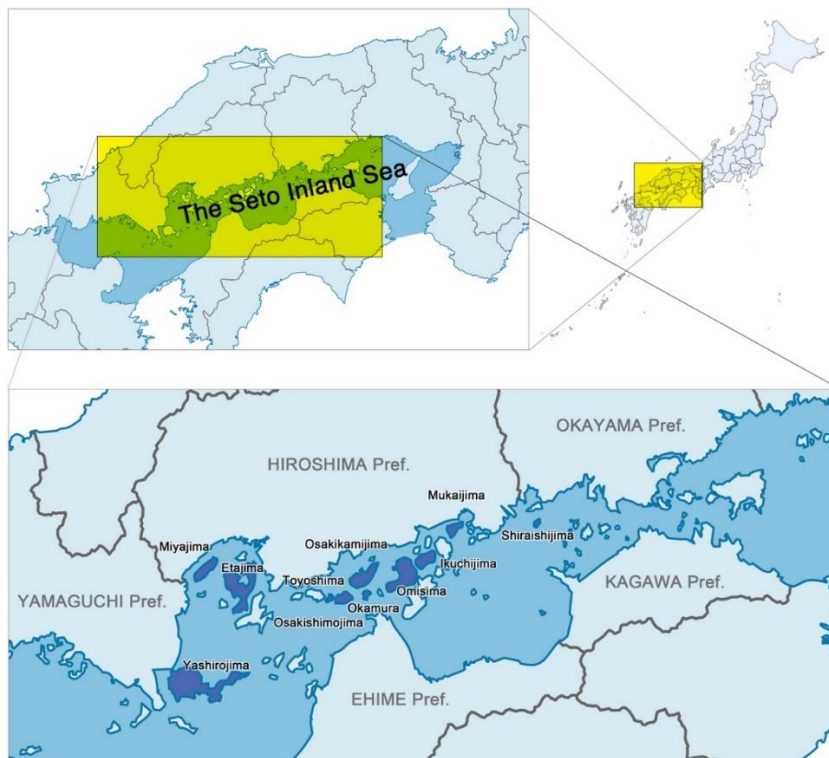 The Seto Inland Sea
OKAYAMA Pref.
HIROSHIMA Pref.
Mukaijima
Shiraishijima
Osakikamijima
Miyajima
Etajima
Ikuchijima
Toyoshima
Omisima
KAGAWA Pref.
YAMAGUCHI Pref.
Okamura
Osakishimojima
Yashirojima
EHIME Pref.